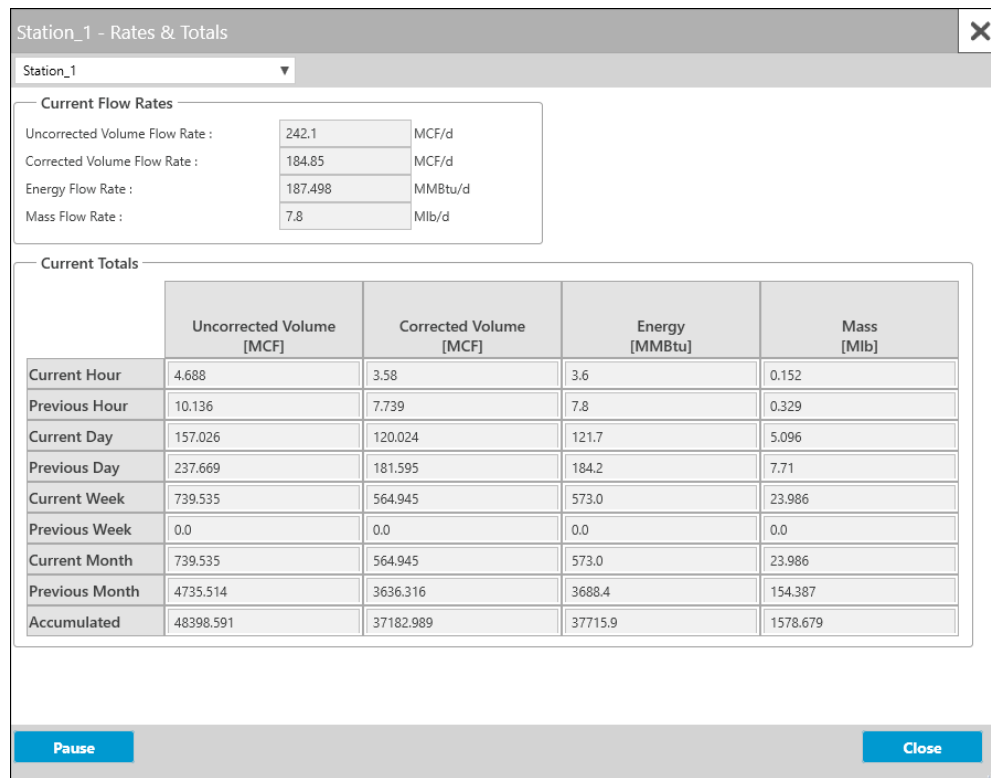 Station_1 - Rates & Totals
Station_1
Current Flow Rates
Uncorrected Volume Flow Rate : 242.1 MCF/d
Corrected Volume Flow Rate : 184.85 MCF/d
Energy Flow Rate : 187.498 MMBtu/d
Mass Flow Rate : 7.8 Mlb/d
Current Totals
Uncorrected Volume Corrected Volume Energy Mass
[MCF] [MCF] [MMBtu] [Mlb]
Current Hour 4.688 3.58 3.6 0.152
Previous Hour 10.136 7.739 7.8 0.329
Current Day 157.026 120.024 121.7 5.096
Previous Day 237.669 181.595 184.2 7.71
Current Week 739.535 564.945 573.0 23.986
Previous Week 0.0 0.0 0.0 0.0
Current Month 739.535 564.945 573.0 23.986
Previous Month 4735.514 3636.316 3688.4 154.387
Accumulated 48398.591 37182.989 37715.9 1578.679
Pause Close